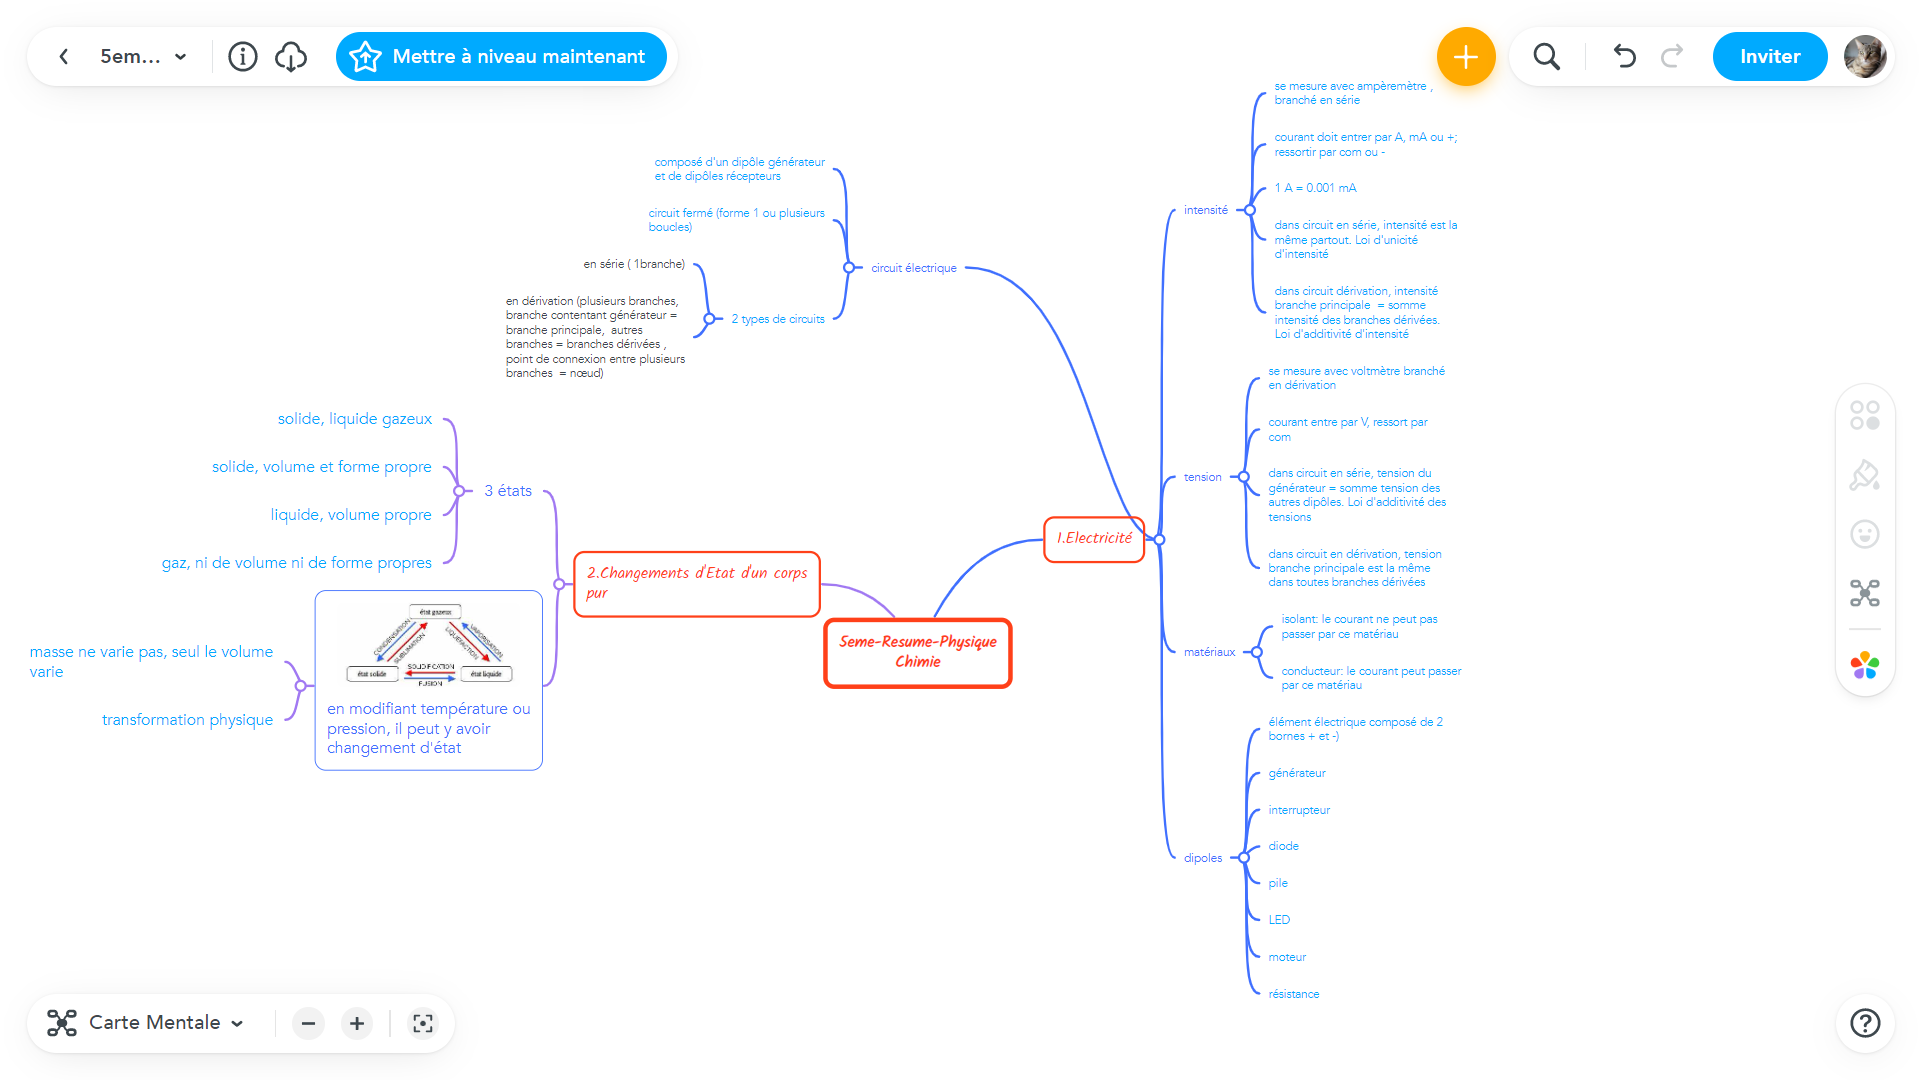 5em...
Mettre à niveau maintenant
Inviter
se mesure avec ampèremètre ,
branché en série
courant doit entrer par A, mA ou +;
ressortir par com ou -
1 A = 0.001 mA
intensité
dans circuit en série, intensité est la
même partout. Loi d'unicité
d'intensité
dans circuit dérivation, intensité
branche principale  = somme
intensité des branches dérivées.
Loi d'additivité d'intensité
composé d'un dipôle générateur
et de dipôles récepteurs
circuit fermé (forme 1 ou plusieurs
boucles)
en série ( 1branche)
circuit électrique
en dérivation (plusieurs branches,
branche contentant générateur =
branche principale,  autres
branches = branches dérivées ,
point de connexion entre plusieurs
branches  = nœud)
2 types de circuits
se mesure avec voltmètre branché
en dérivation
courant entre par V, ressort par
com
tension
dans circuit en série, tension du
générateur = somme tension des
autres dipôles. Loi d'additivité des
tensions
dans circuit en dérivation, tension
branche principale est la même
dans toutes branches dérivées
solide, liquide gazeux
solide, volume et forme propre
3 états
liquide, volume propre
gaz, ni de volume ni de forme propres
1.Electricité
2.Changements d'Etat d'un corps
pur
5eme-Resume-Physique
Chimie
isolant: le courant ne peut pas
passer par ce matériau
matériaux
conducteur: le courant peut passer
par ce matériau
état gazeux
CONDENSATION
SUBLIMATION
LIQUEFACTION
VAPORISATION
SOLIDIFICATION
état solide
état liquide
FUSION
en modifiant température ou
pression, il peut y avoir
changement d'état
masse ne varie pas, seul le volume
varie
transformation physique
élément électrique composé de 2
bornes + et -)
générateur
interrupteur
diode
dipoles
pile
LED
moteur
résistance
Carte Mentale